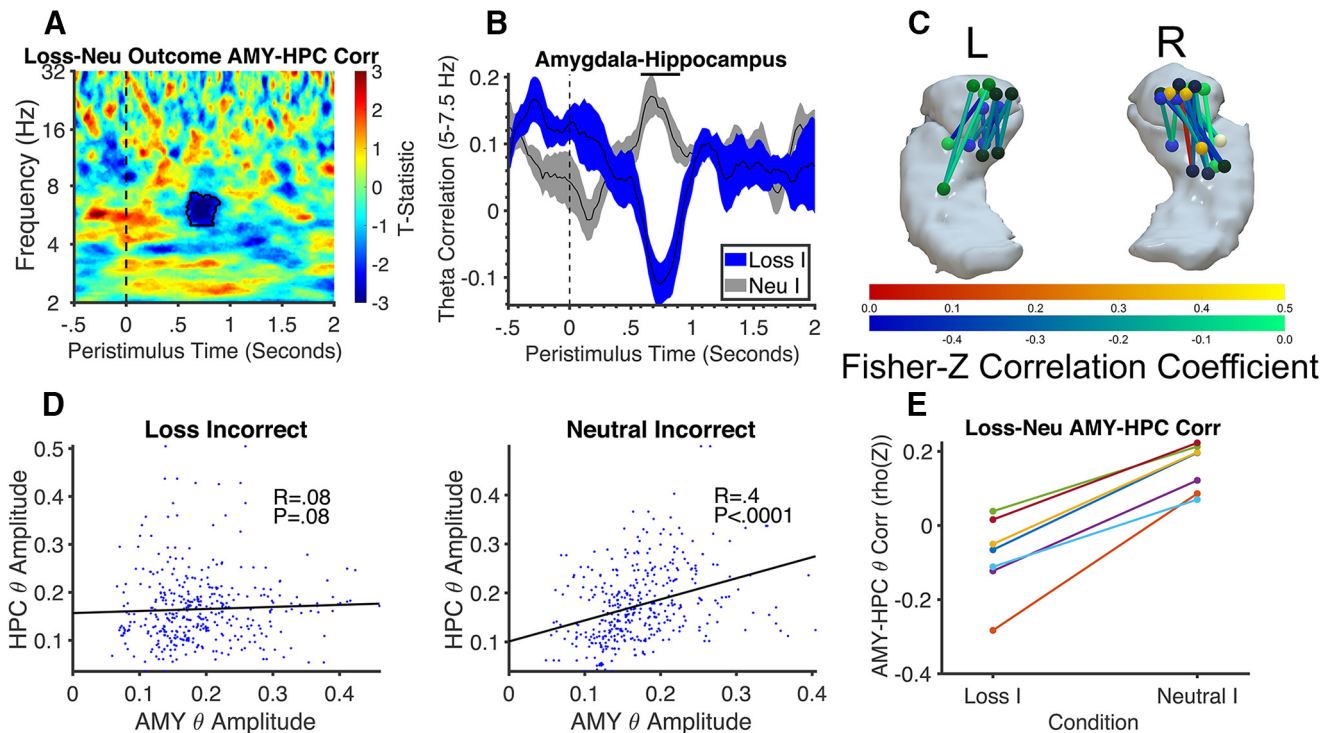 A
Loss-Neu Outcome AMY-HPC Corr
Frequency (Hz)
32
16
8
4
2
-.5 0 .5 1 1.5 2
Peristimulus Time (Seconds)
3
2
1
0
-1
-2
-3
T-Statistic
B
Amygdala-Hippocampus
Theta Correlation (5-7.5 Hz)
0.2
0.1
0
-0.1
Loss I
Neu I
-.5 0 .5 1 1.5 2
Peristimulus Time (Seconds)
C
L R
0.0 0.1 0.2 0.3 0.4 0.5
-0.4 -0.3 -0.2 -0.1 0.0
Fisher-Z Correlation Coefficient
D
Loss Incorrect
HPC θ Amplitude
0.5
0.4
0.3
0.2
0.1
R=.08
P=.08
0 0.1 0.2 0.3 0.4
AMY θ Amplitude
Neutral Incorrect
HPC θ Amplitude
0.5
0.4
0.3
0.2
0.1
R=.4
P<.0001
0 0.1 0.2 0.3 0.4
AMY θ Amplitude
E
Loss-Neu AMY-HPC Corr
AMY-HPC θ Corr (rho(Z))
0.2
0
-0.2
-0.4
Loss I Neutral I
Condition